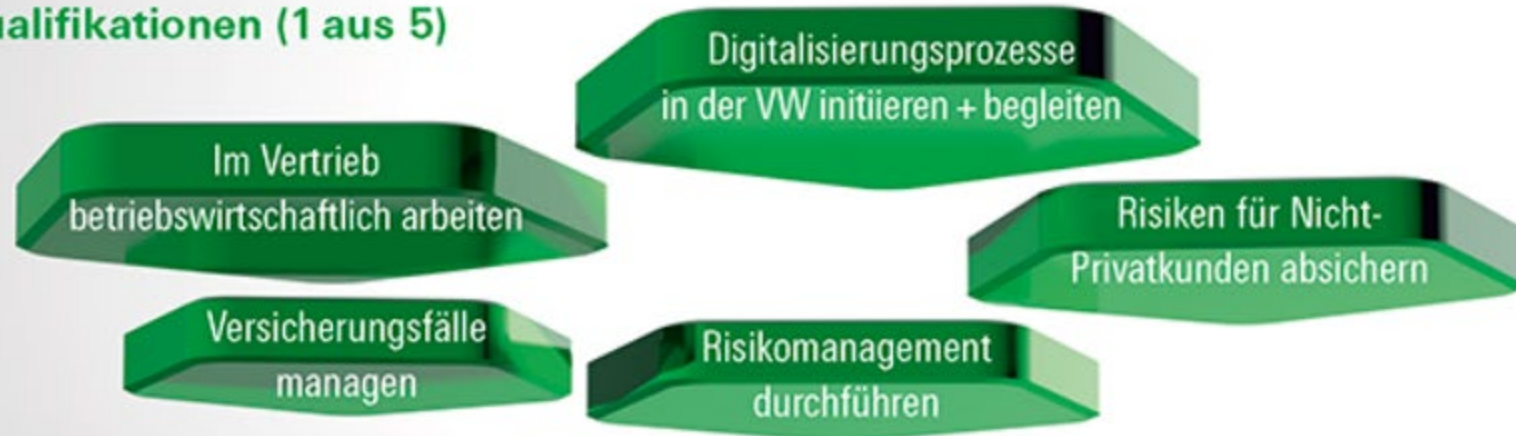 ualifikationen (1 aus 5)
Digitalisierungsprozesse
in der VW initiieren + begleiten
Im Vertrieb
betriebswirtschaftlich arbeiten
Risiken für Nicht-
Privatkunden absichern
Versicherungsfälle
managen
Risikomanagement
durchführen